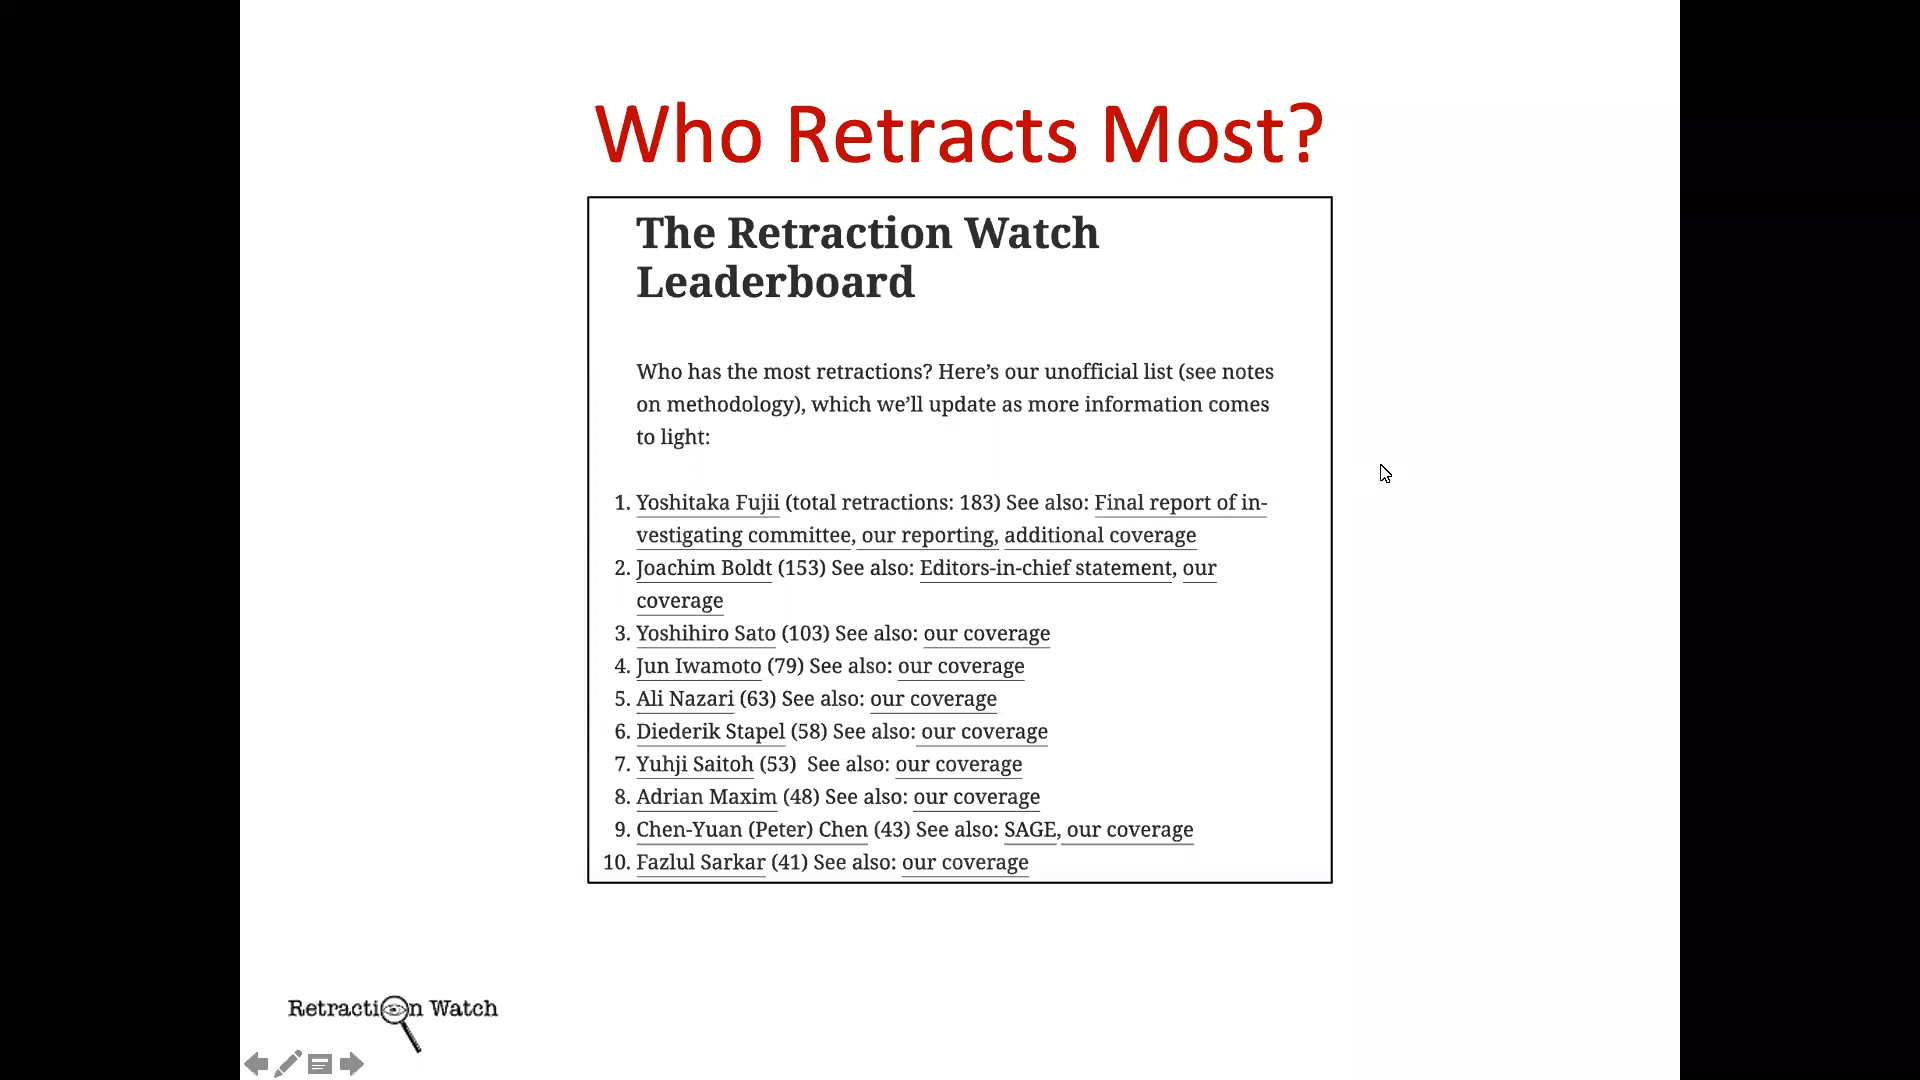 Who Retracts Most?
The Retraction Watch
Leaderboard
Who has the most retractions? Here’s our unofficial list (see notes
on methodology), which we’ll update as more information comes
to light:
1. Yoshitaka Fujii (total retractions: 183) See also: Final report of in-
vestigating committee, our reporting, additional coverage
2. Joachim Boldt (153) See also: Editors-in-chief statement, our
coverage
3. Yoshihiro Sato (103) See also: our coverage
4. Jun Iwamoto (79) See also: our coverage
5. Ali Nazari (63) See also: our coverage
6. Diederik Stapel (58) See also: our coverage
7. Yuhji Saitoh (53)  See also: our coverage
8. Adrian Maxim (48) See also: our coverage
9. Chen-Yuan (Peter) Chen (43) See also: SAGE, our coverage
10. Fazlul Sarkar (41) See also: our coverage
Retraction Watch